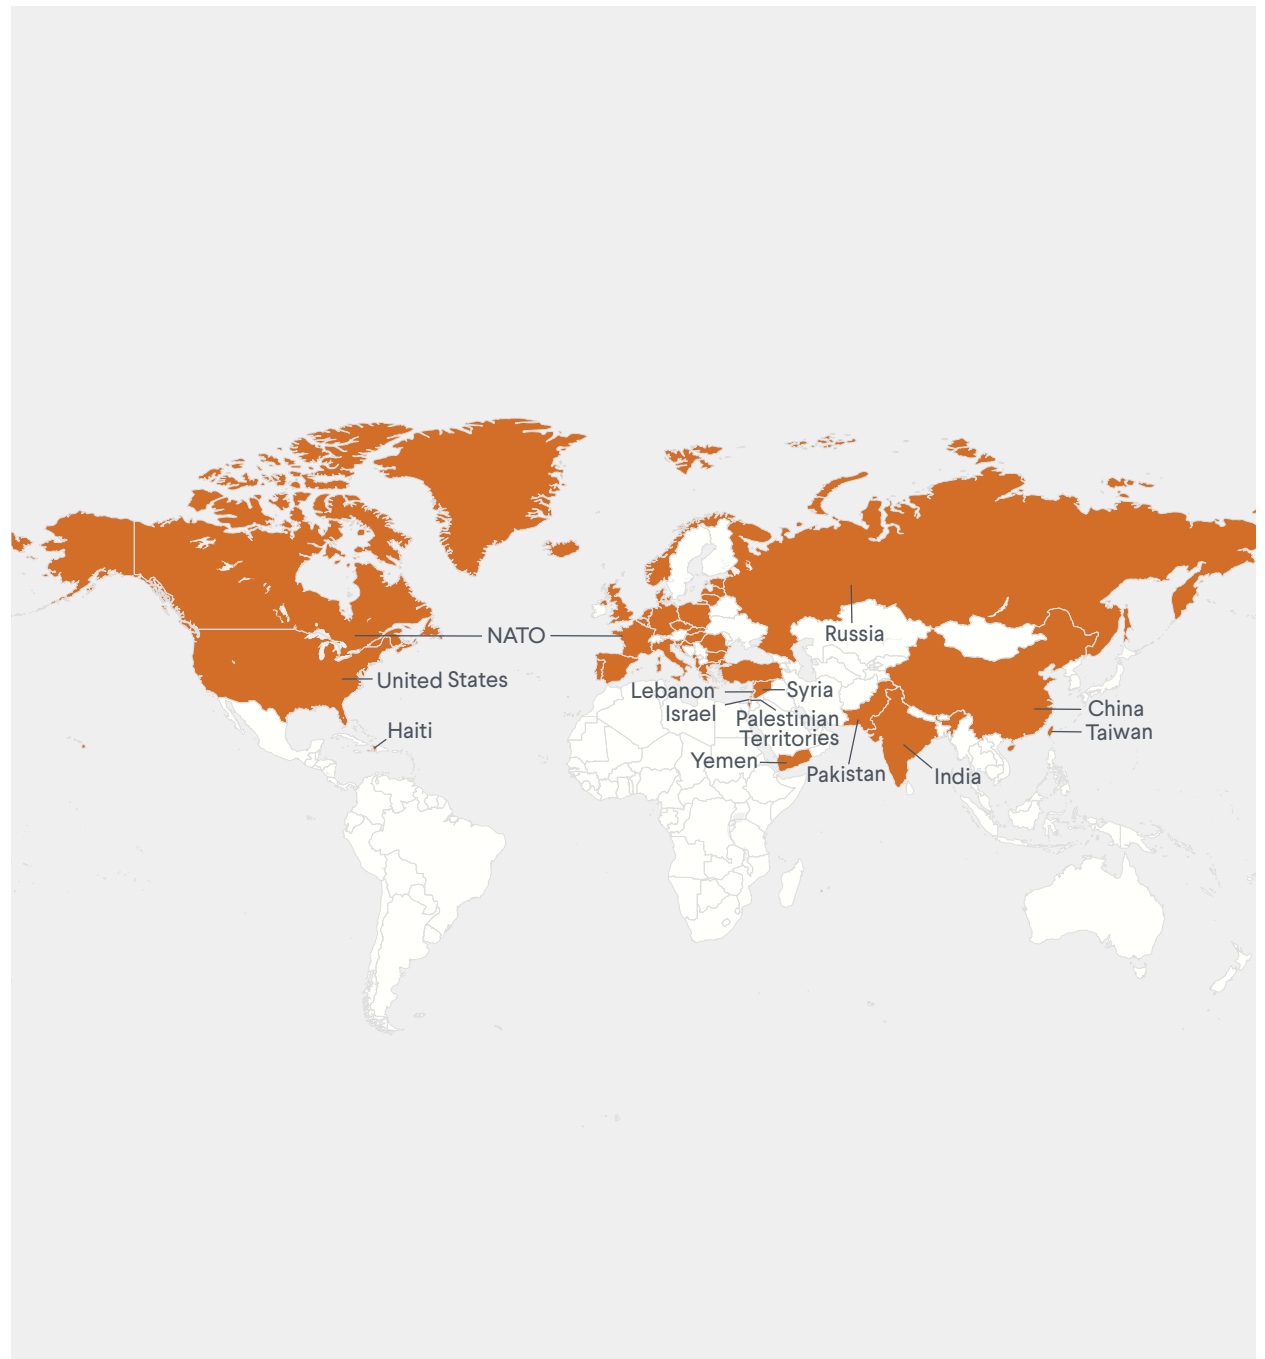 NATO
Russia
United States
Lebanon
Syria
Israel
Palestinian
Territories
China
Haiti
Taiwan
Yemen
Pakistan
India